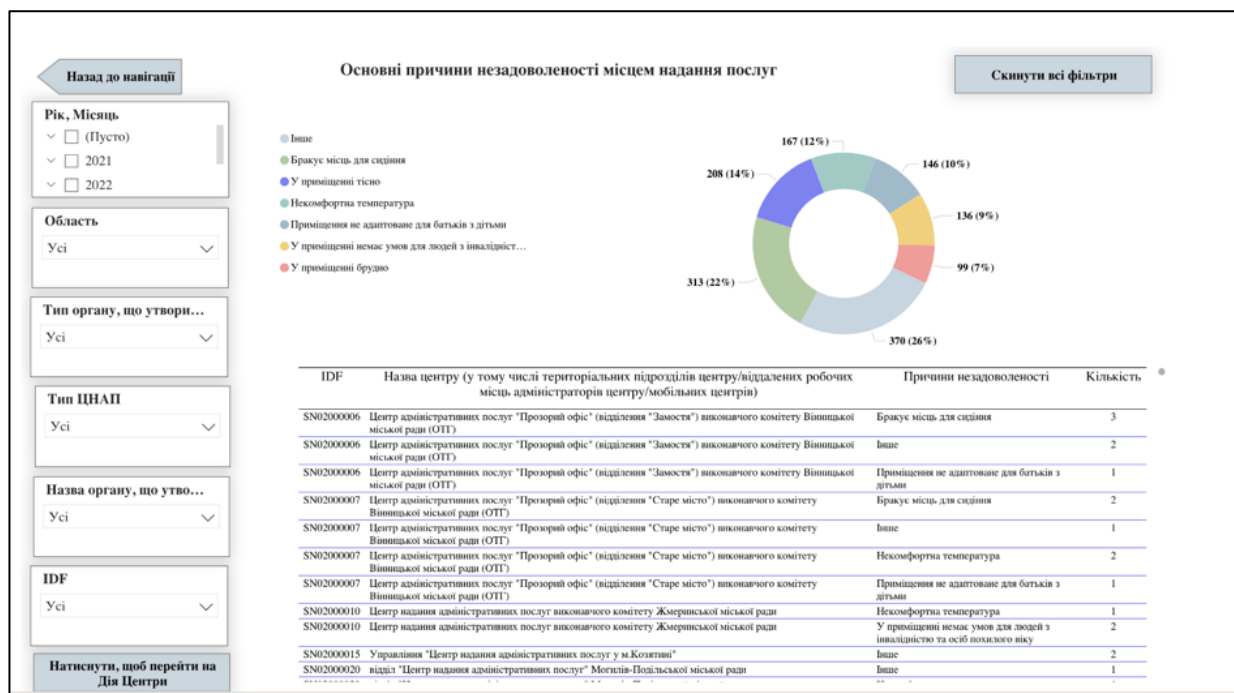 Назад до навігації
Основні причини незадоволеності місцем надання послуг
Скинути всі фільтри
Рік, Місяць
(Пусто)
2021
2022
Область
Усі
Тип органу, що утвори...
Усі
Тип ЦНАП
Усі
Назва органу, що утво...
Усі
IDF
Усі
Натиснути, щоб перейти на
Дія Центри
Інше
Бракує місць для сидіння
У приміщенні тісно
Некомфортна температура
Приміщення не адаптоване для батьків з дітьми
У приміщенні немає умов для людей з інвалідніст...
У приміщенні брудно
167 (12%)
146 (10%)
208 (14%)
136 (9%)
99 (7%)
313 (22%)
370 (26%)
IDF Назва центру (у тому числі територіальних підрозділів центру/віддалених робочих Причини незадоволеності Кількість
місць адміністраторів центру/мобільних центрів)
SN02000006 Центр адміністративних послуг "Прозорий офіс" (відділення "Замостя") виконавчого комітету Вінницької Бракує місць для сидіння 3
міської ради (ОТГ)
SN02000006 Центр адміністративних послуг "Прозорий офіс" (відділення "Замостя") виконавчого комітету Вінницької Інше 2
міської ради (ОТГ)
SN02000006 Центр адміністративних послуг "Прозорий офіс" (відділення "Замостя") виконавчого комітету Вінницької Приміщення не адаптоване для батьків з 1
міської ради (ОТГ) дітьми
SN02000007 Центр адміністративних послуг "Прозорий офіс" (відділення "Старе місто") виконавчого комітету Бракує місць для сидіння 2
Вінницької міської ради (ОТГ)
SN02000007 Центр адміністративних послуг "Прозорий офіс" (відділення "Старе місто") виконавчого комітету Інше 1
Вінницької міської ради (ОТГ)
SN02000007 Центр адміністративних послуг "Прозорий офіс" (відділення "Старе місто") виконавчого комітету Некомфортна температура 2
Вінницької міської ради (ОТГ)
SN02000007 Центр адміністративних послуг "Прозорий офіс" (відділення "Старе місто") виконавчого комітету Приміщення не адаптоване для батьків з 1
Вінницької міської ради (ОТГ) дітьми
SN02000010 Центр надання адміністративних послуг виконавчого комітету Жмеринської міської ради Некомфортна температура 1
SN02000010 Центр надання адміністративних послуг виконавчого комітету Жмеринської міської ради У приміщенні немає умов для людей з 2
інвалідністю та осіб похилого віку
SN02000015 Управління "Центр надання адміністративних послуг у м.Козятині" Інше 2
SN02000020 відділ "Центр надання адміністративних послуг" Могилів-Подільської міської ради Інше 1